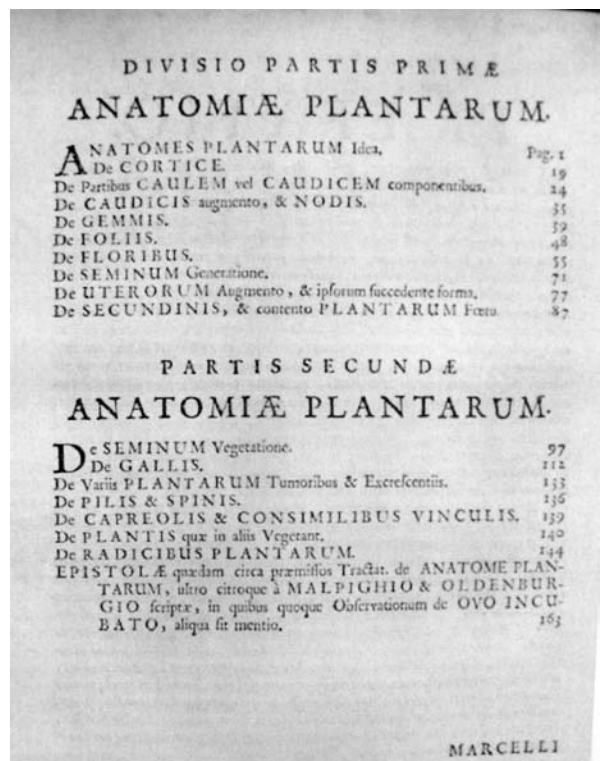 DIVISIO PARTIS PRIMÆ
ANATOMIÆ PLANTARUM.
ANATOMES PLANTARUM Idea, Pag. 1
De CORTICE. 19
De Partibus CAULEM vel CAUDICEM componentibus. 24
De CAUDICIS augmento, & NODIS. 35
De GEMMIS. 39
De FOLIIS. 48
De FLORIBUS. 55
De SEMINUM Generatione. 71
De UTERORUM Augmento, & ipsorum succedente forma. 77
De SECUNDINIS, & contento PLANTARUM Fœtu. 87
PARTIS SECUNDÆ
ANATOMIÆ PLANTARUM.
De SEMINUM Vegetatione. 97
De GALLIS. 112
De Variis PLANTARUM Tumoribus & Excrescentiis. 133
De PILIS & SPINIS. 136
De CAPREOLIS & CONSIMILIBUS VINCULIS. 139
De PLANTIS quæ in aliis Vegetant. 140
De RADICIBUS PLANTARUM. 144
EPISTOLÆ quædam circa præmissos Tractat. de ANATOME PLAN-
TARUM, ultro citroque à MALPIGHIO & OLDENBUR-
GIO scriptæ, in quibus quoque Observationum de OVO INCU-
BATO, aliqua fit mentio. 163
MARCELLI